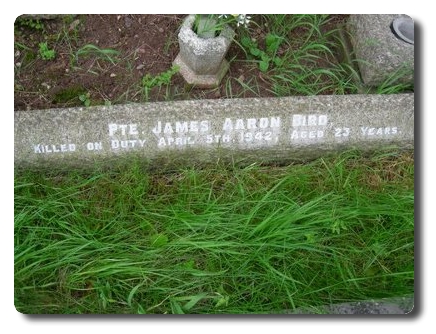 PTE. JAMES AARON BIRD
KILLED ON DUTY APRIL 5TH 1942, AGED 23 YEARS.